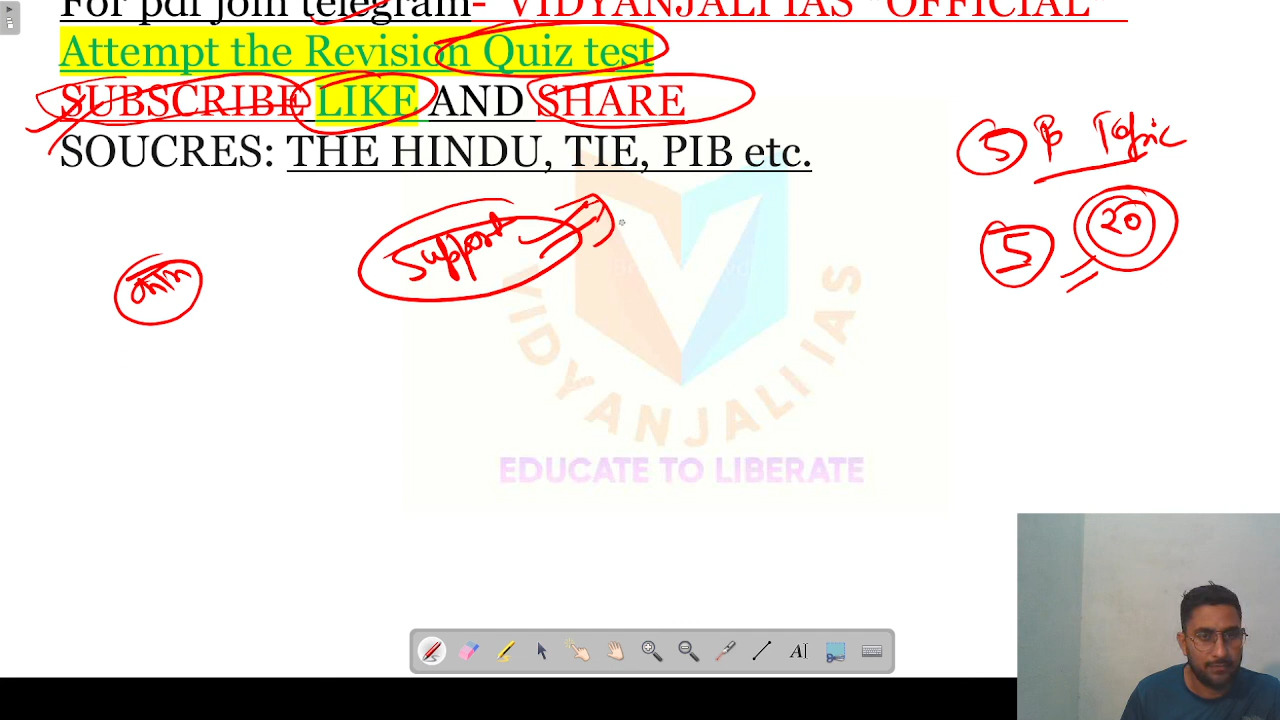 For pdf join telegram- "VIDYANJALI IAS "OFFICIAL"
Attempt the Revision Quiz test
SUBSCRIBE LIKE AND SHARE
SOUCRES: THE HINDU, TIE, PIB etc.
5 P Topic
Support
5 20
VIDYANJALI IAS
EDUCATE TO LIBERATE